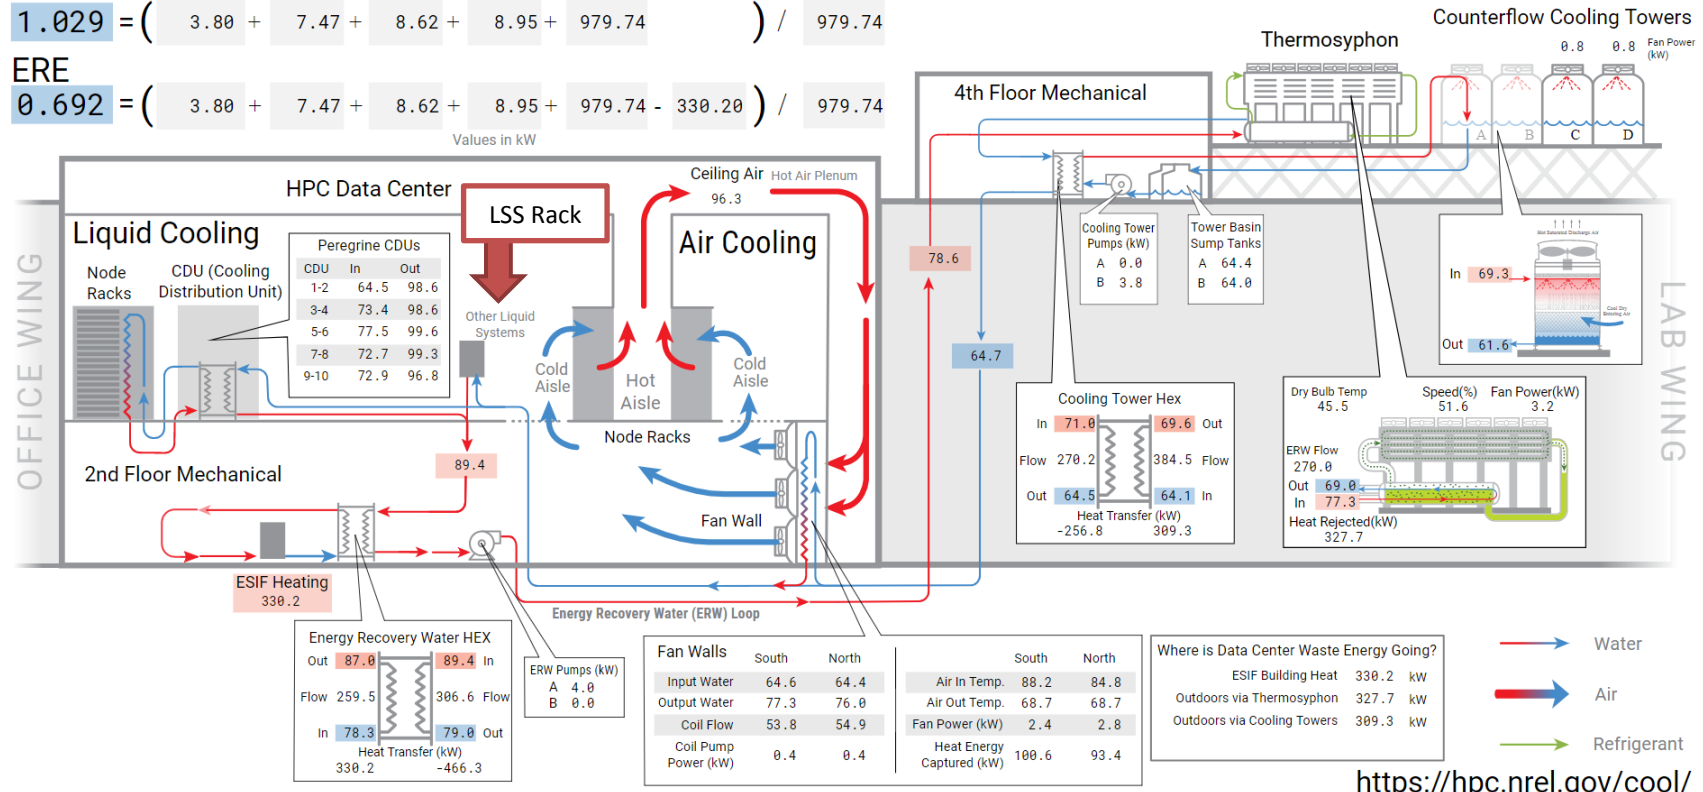 1.029 = ( 3.80 + 7.47 + 8.62 + 8.95 + 979.74 ) / 979.74
ERE
0.692 = ( 3.80 + 7.47 + 8.62 + 8.95 + 979.74 - 330.20 ) / 979.74
Values in kW
Counterflow Cooling Towers
0.8 0.8 Fan Power
(kW)
Thermosyphon
A B C D
4th Floor Mechanical
HPC Data Center
LSS Rack
Ceiling Air Hot Air Plenum
96.3
Liquid Cooling
Air Cooling
Node
Racks
CDU (Cooling
Distribution Unit)
Peregrine CDUs
CDU In Out
1-2 64.5 98.6
3-4 73.4 98.6
5-6 77.5 99.6
7-8 72.7 99.3
9-10 72.9 96.8
Other Liquid
Systems
Cold
Aisle
Hot
Aisle
Cold
Aisle
Node Racks
Fan Wall
OFFICE WING
LAB WING
78.6
64.7
Cooling Tower
Pumps (kW)
A 0.0
B 3.8
Tower Basin
Sump Tanks
A 64.4
B 64.0
Hot Saturated Discharge Air
In 69.3
Cool Dry
Entering Air
Out 61.6
Cooling Tower Hex
In 71.0 69.6 Out
Flow 270.2 384.5 Flow
Out 64.5 64.1 In
Heat Transfer (kW)
-256.8 309.3
Dry Bulb Temp Speed(%) Fan Power(kW)
45.5 51.6 3.2
ERW Flow
270.0
Out 69.0
In 77.3
Heat Rejected(kW)
327.7
2nd Floor Mechanical
89.4
ESIF Heating
330.2
Energy Recovery Water (ERW) Loop
Energy Recovery Water HEX
Out 87.0 89.4 In
Flow 259.5 306.6 Flow
In 78.3 79.0 Out
Heat Transfer (kW)
330.2 -466.3
ERW Pumps (kW)
A 4.0
B 0.0
Fan Walls South North South North
Input Water 64.6 64.4 Air In Temp. 88.2 84.8
Output Water 77.3 76.0 Air Out Temp. 68.7 68.7
Coil Flow 53.8 54.9 Fan Power (kW) 2.4 2.8
Coil Pump
Power (kW) 0.4 0.4 Heat Energy
Captured (kW) 100.6 93.4
Where is Data Center Waste Energy Going?
ESIF Building Heat 330.2 kW
Outdoors via Thermosyphon 327.7 kW
Outdoors via Cooling Towers 309.3 kW
Water
Air
Refrigerant
https://hpc.nrel.gov/cool/